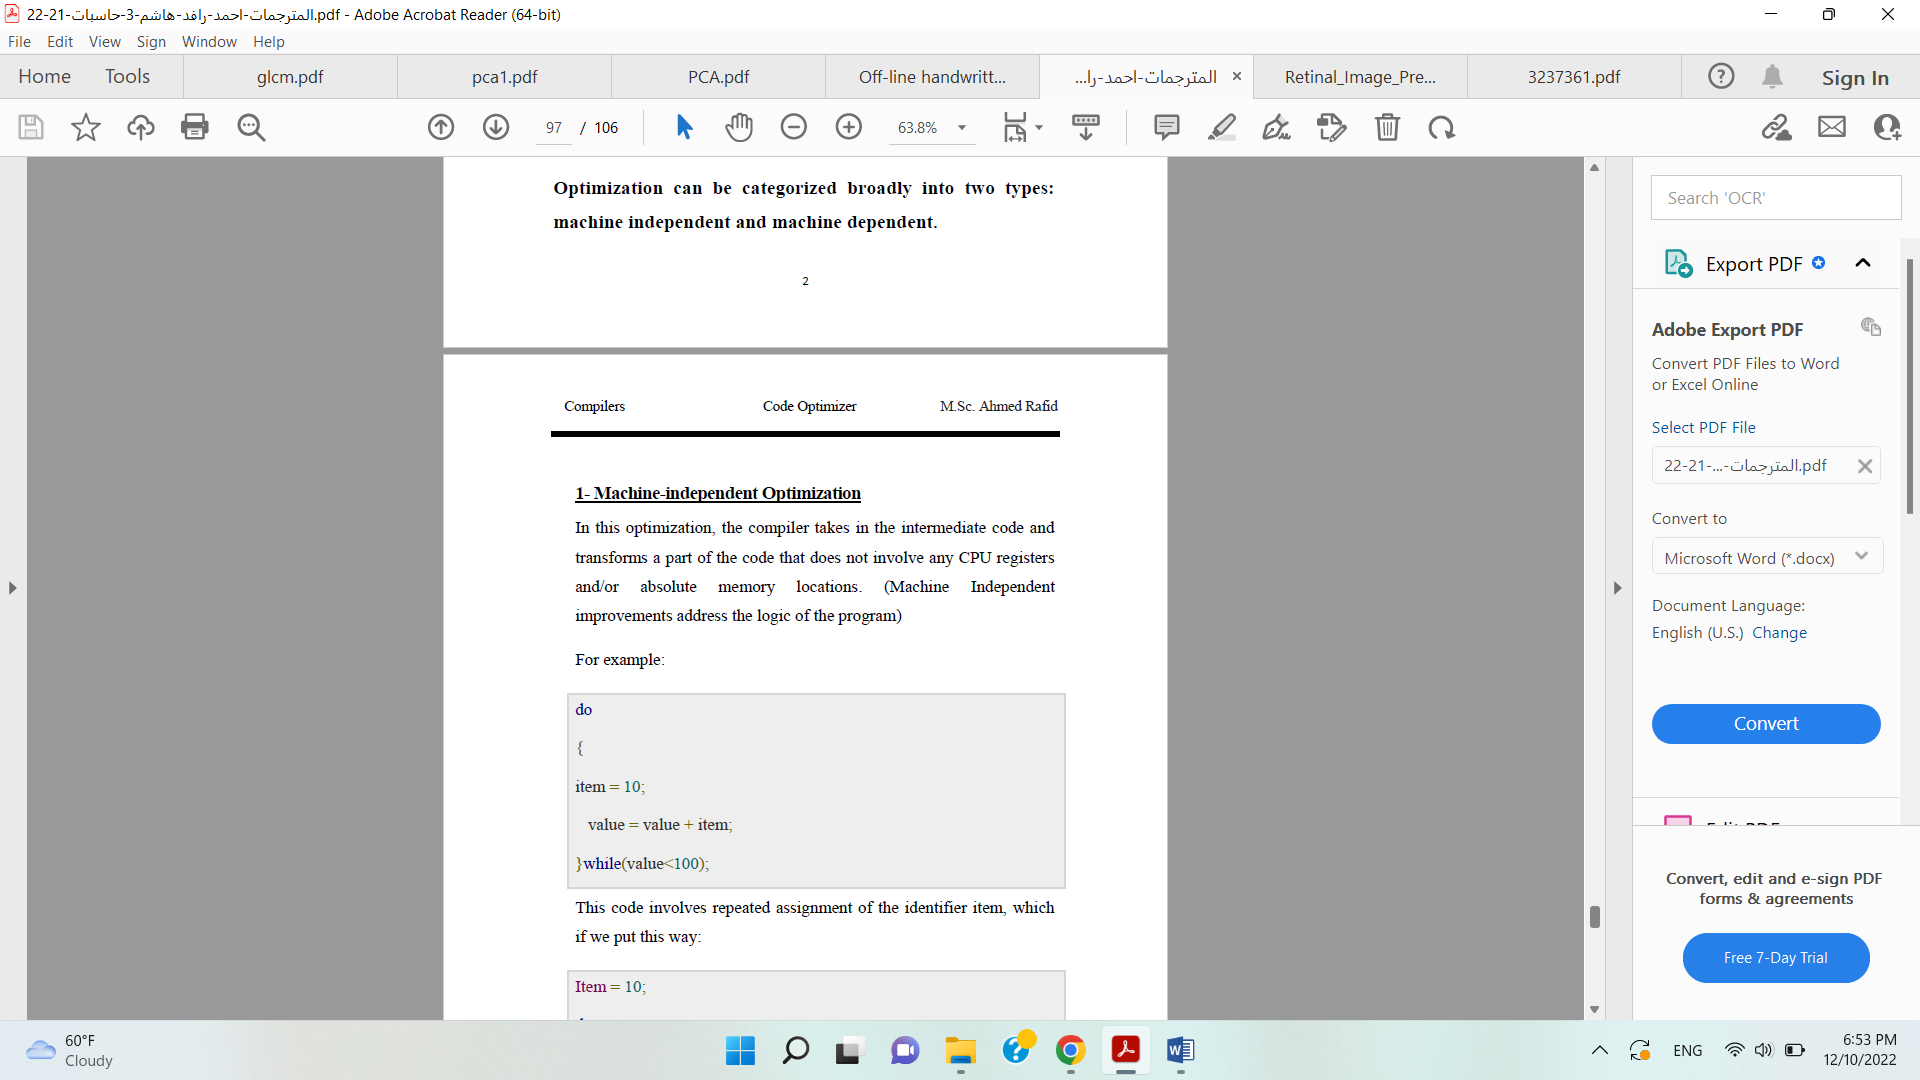 المترجمات-احمد-رافد-هاشم-3-حاسبات-21-22.pdf - Adobe Acrobat Reader (64-bit)
File Edit View Sign Window Help
Home Tools glcm.pdf pca1.pdf PCA.pdf Off-line handwritt... المترجمات-احمد-را... Retinal_Image_Pre... 3237361.pdf Sign In
97 / 106 63.8%
Optimization can be categorized broadly into two types:
machine independent and machine dependent.
2
Compilers Code Optimizer M.Sc. Ahmed Rafid
1- Machine-independent Optimization
In this optimization, the compiler takes in the intermediate code and
transforms a part of the code that does not involve any CPU registers
and/or absolute memory locations. (Machine Independent
improvements address the logic of the program)
For example:
do
{
item = 10;
value = value + item;
}while(value<100);
This code involves repeated assignment of the identifier item, which
if we put this way:
Item = 10;
Search 'OCR'
Export PDF
Adobe Export PDF
Convert PDF Files to Word
or Excel Online
Select PDF File
المترجمات-...-21-22.pdf
Convert to
Microsoft Word (*.docx)
Document Language:
English (U.S.) Change
Convert
Convert, edit and e-sign PDF
forms & agreements
Free 7-Day Trial
60°F
Cloudy
ENG
6:53 PM
12/10/2022